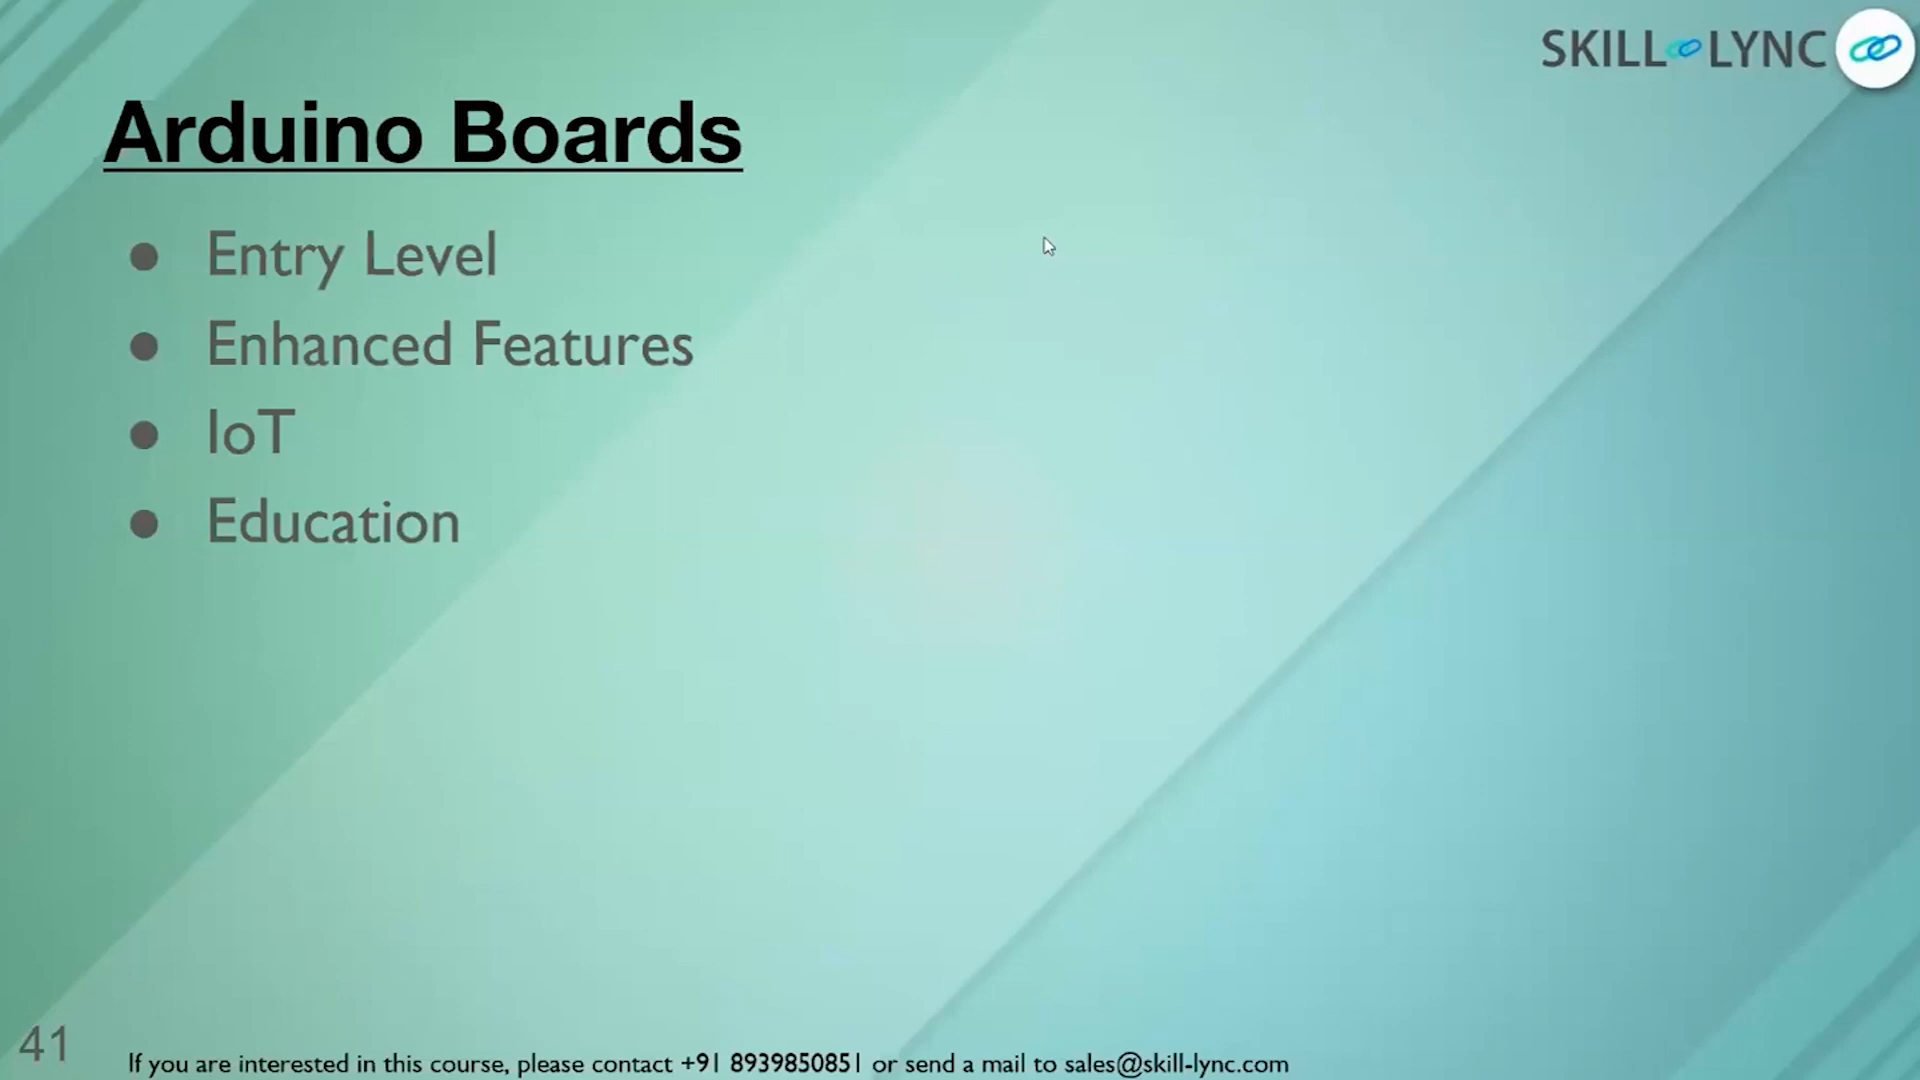 SKILL LYNC
Arduino Boards
● Entry Level
● Enhanced Features
● IoT
● Education
41
If you are interested in this course, please contact +91 8939850851 or send a mail to sales@skill-lync.com